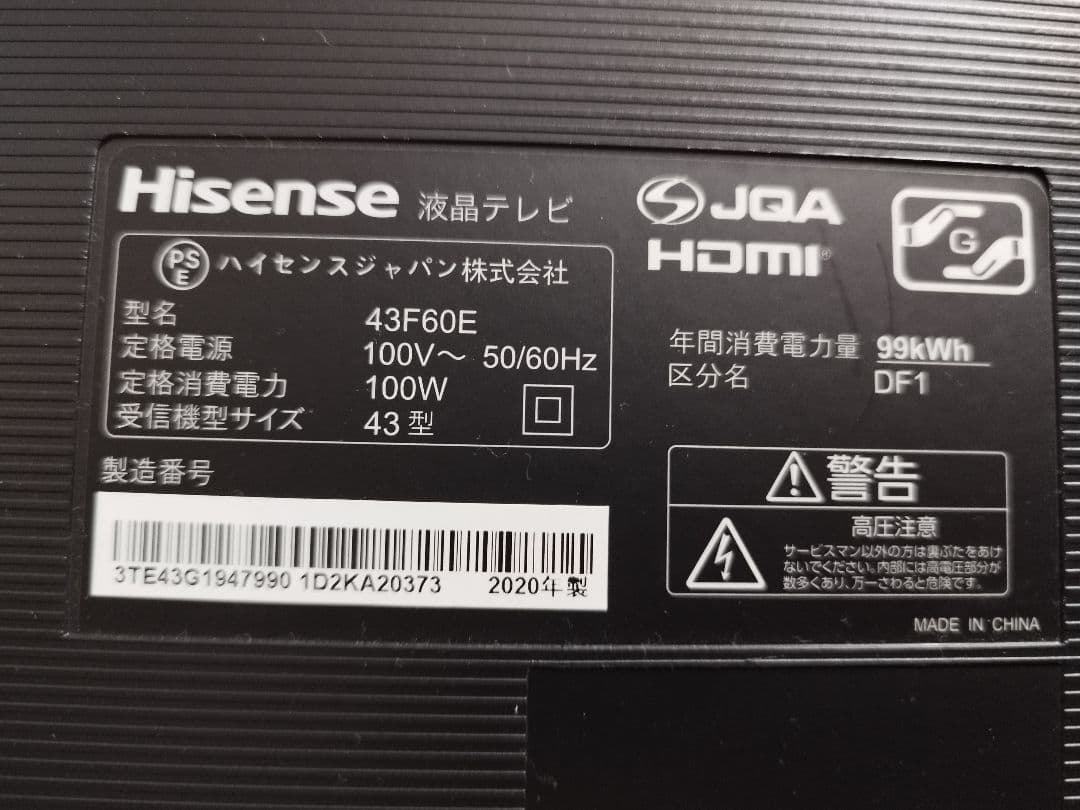 Hisense 液晶テレビ
PS
E
ハイセンスジャパン株式会社
型名 43F60E
定格電源 100V〜 50/60Hz
定格消費電力 100W
受信機型サイズ 43型
製造番号
3TE43G1947990 1D2KA20373 2020年製
JQA
HDMI®
G
年間消費電力量 99kWh
区分名 DF1
警告
高圧注意
サービスマン以外の方は裏ぶたをあけ
ないでください。内部には高電圧部分が
数多くあり、万一さわると危険です。
MADE IN CHINA